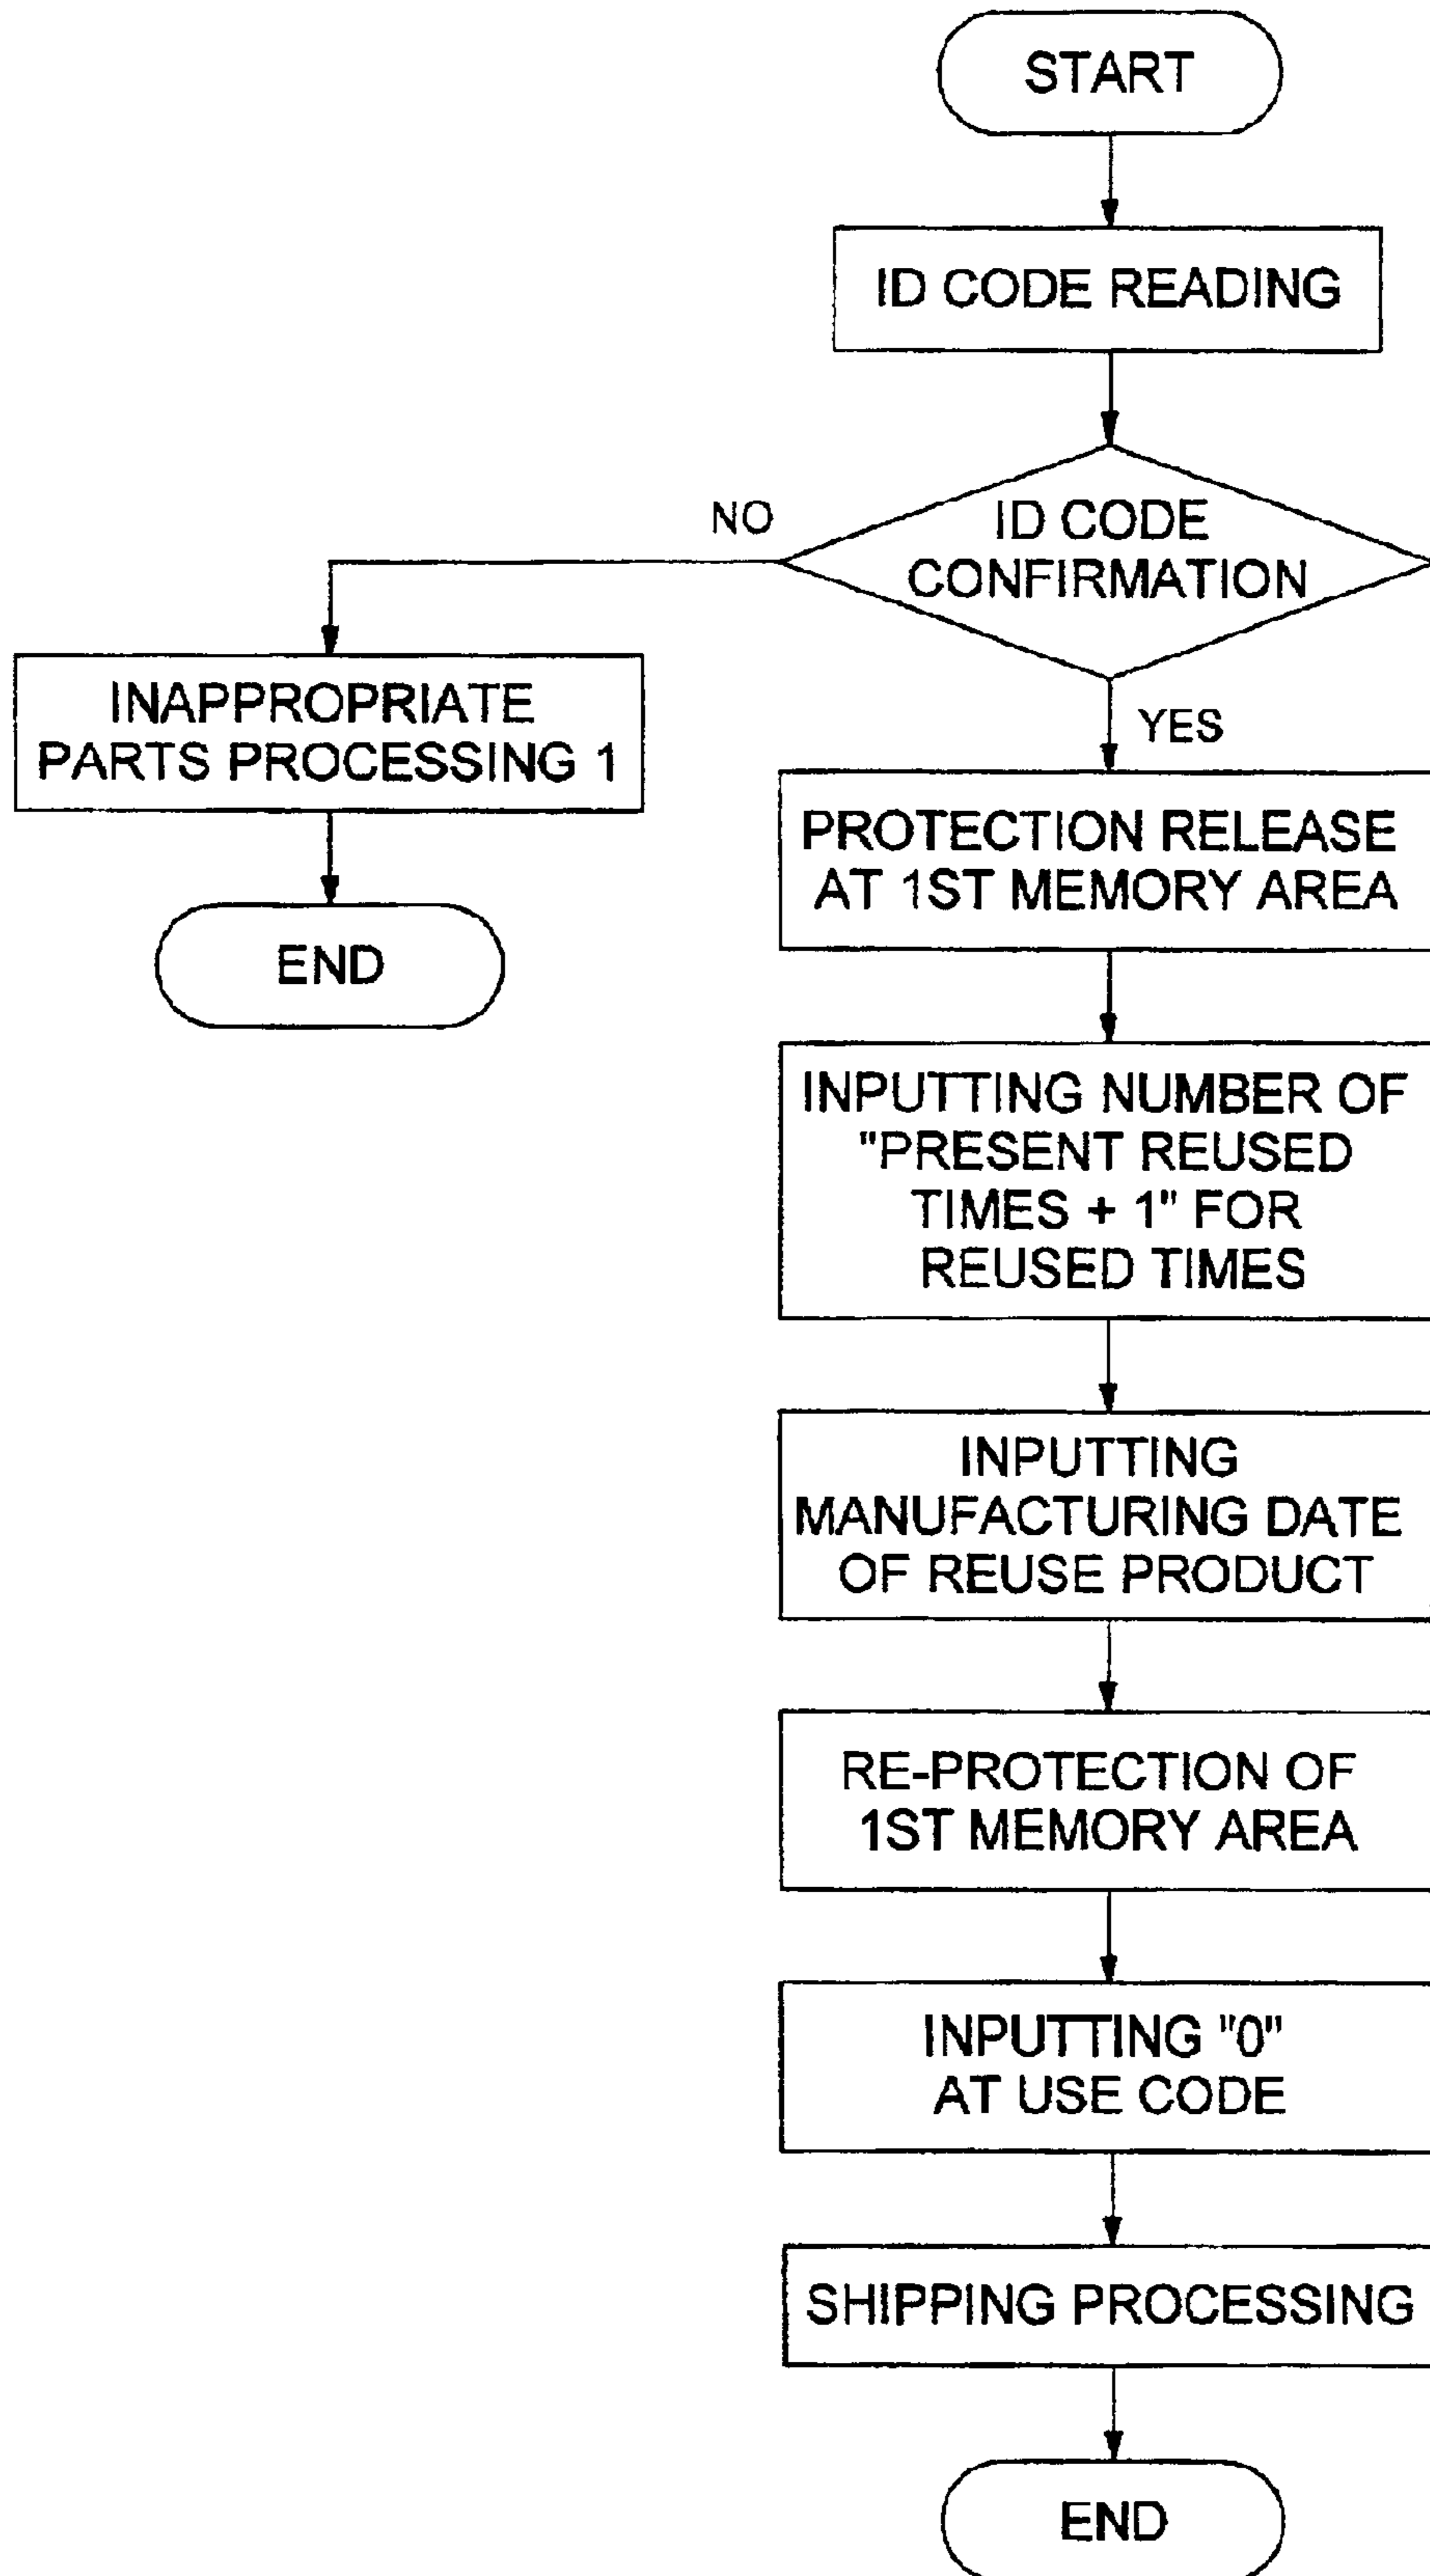 START
ID CODE READING
NO
ID CODE
CONFIRMATION
INAPPROPRIATE
PARTS PROCESSING 1
END
YES
PROTECTION RELEASE
AT 1ST MEMORY AREA
INPUTTING NUMBER OF
"PRESENT REUSED
TIMES + 1" FOR
REUSED TIMES
INPUTTING
MANUFACTURING DATE
OF REUSE PRODUCT
RE-PROTECTION OF
1ST MEMORY AREA
INPUTTING "0"
AT USE CODE
SHIPPING PROCESSING
END